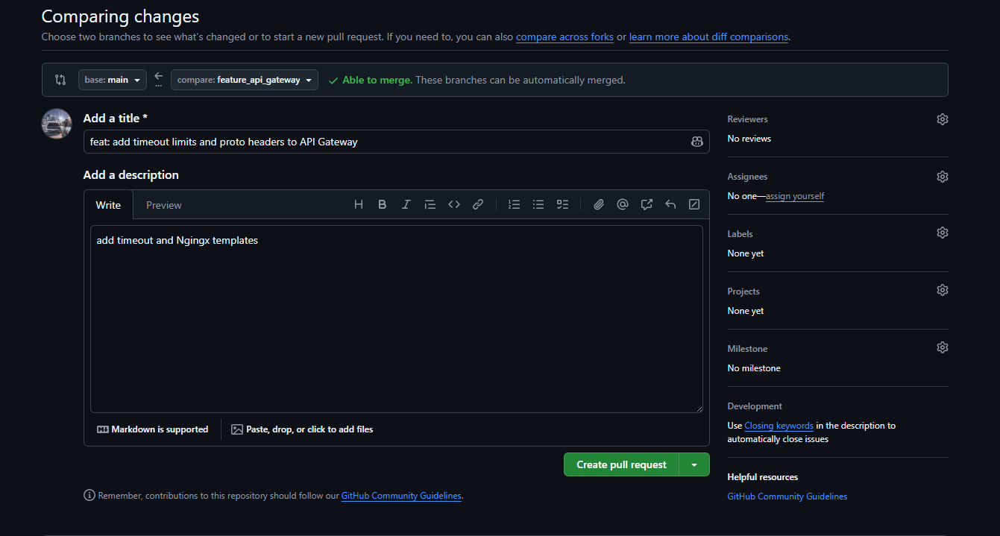 Comparing changes
Choose two branches to see what's changed or to start a new pull request. If you need to, you can also compare across forks or learn more about diff comparisons.
base: main compare: feature_api_gateway Able to merge. These branches can be automatically merged.
Add a title *
feat: add timeout limits and proto headers to API Gateway
Add a description
Write Preview
add timeout and Ngingx templates
Markdown is supported Paste, drop, or click to add files
Create pull request
Remember, contributions to this repository should follow our GitHub Community Guidelines.
Reviewers
No reviews
Assignees
No one—assign yourself
Labels
None yet
Projects
None yet
Milestone
No milestone
Development
Use Closing keywords in the description to
automatically close issues
Helpful resources
GitHub Community Guidelines